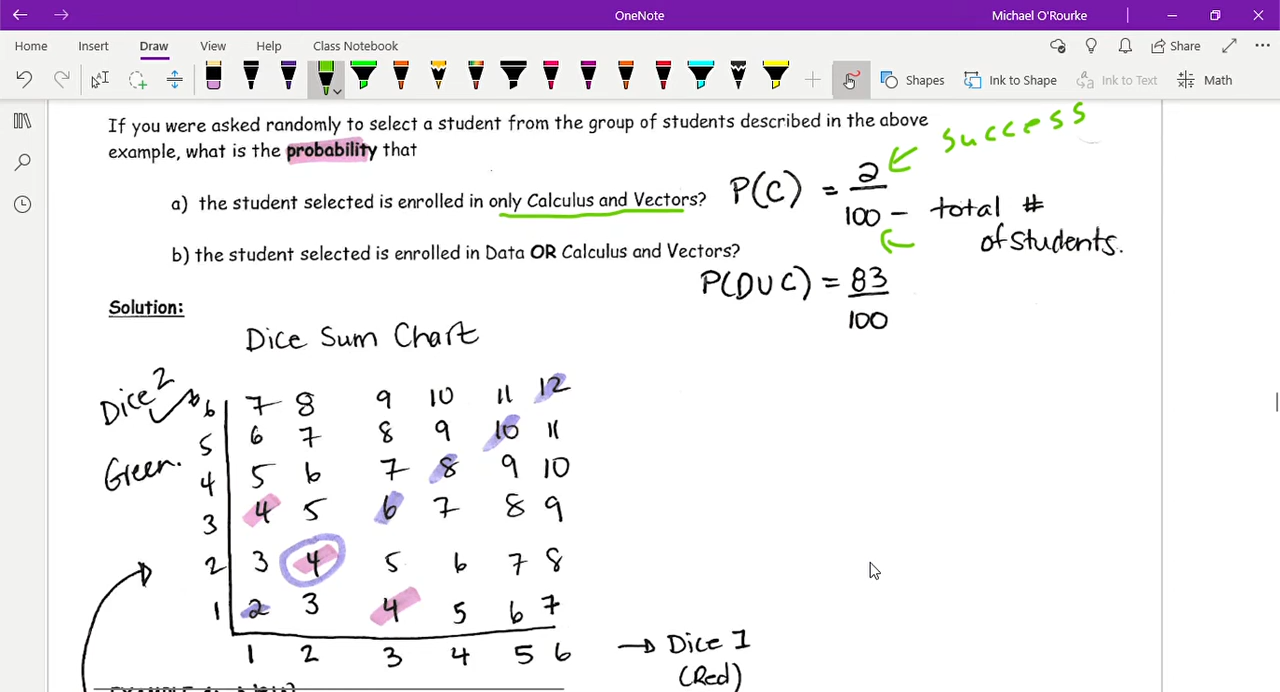 OneNote
Michael O'Rourke
Home Insert Draw View Help Class Notebook Share
Shapes Ink to Shape Ink to Text Math
If you were asked randomly to select a student from the group of students described in the above
example, what is the probability that
success
a) the student selected is enrolled in only Calculus and Vectors?
P(C) = 2/100 - total #
of students.
b) the student selected is enrolled in Data OR Calculus and Vectors?
P(D∪C) = 83/100
Solution:
Dice Sum Chart
Dice 2
Green.
6 7 8 9 10 11 12
5 6 7 8 9 10 11
4 5 6 7 8 9 10
3 4 5 6 7 8 9
2 3 4 5 6 7 8
1 2 3 4 5 6 7
1 2 3 4 5 6
→ Dice 1
(Red)